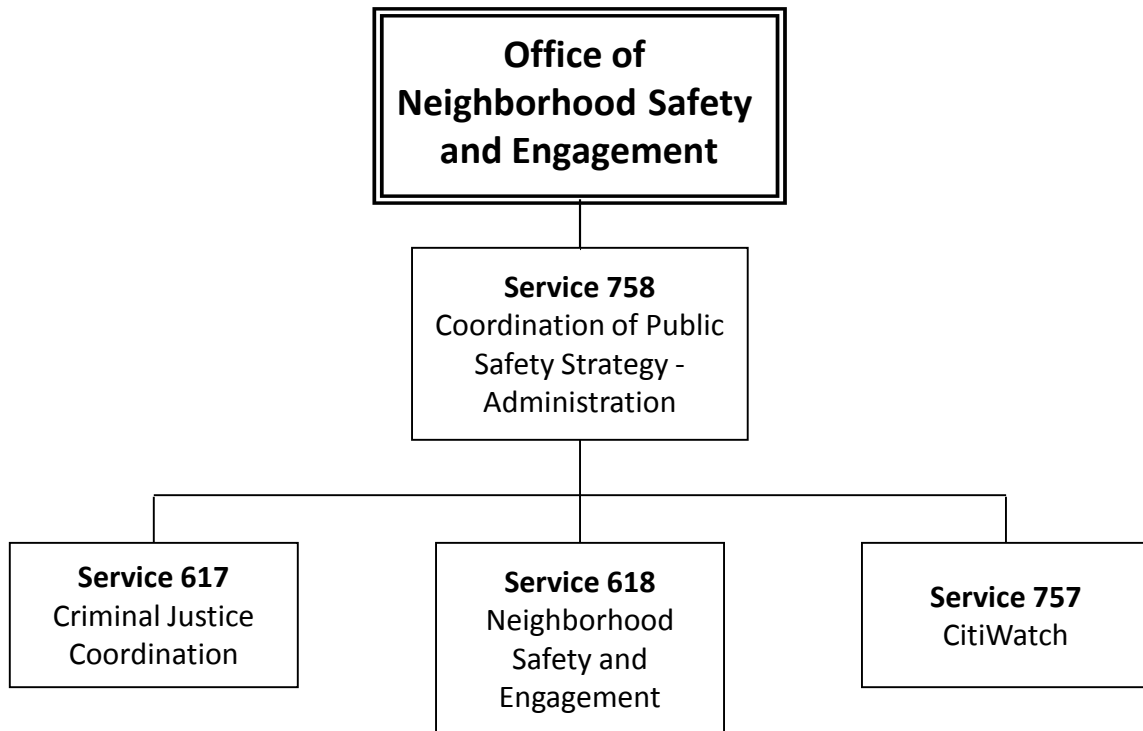 Office of
Neighborhood Safety
and Engagement
Service 758
Coordination of Public
Safety Strategy -
Administration
Service 617
Criminal Justice
Coordination
Service 618
Neighborhood
Safety and
Engagement
Service 757
CitiWatch